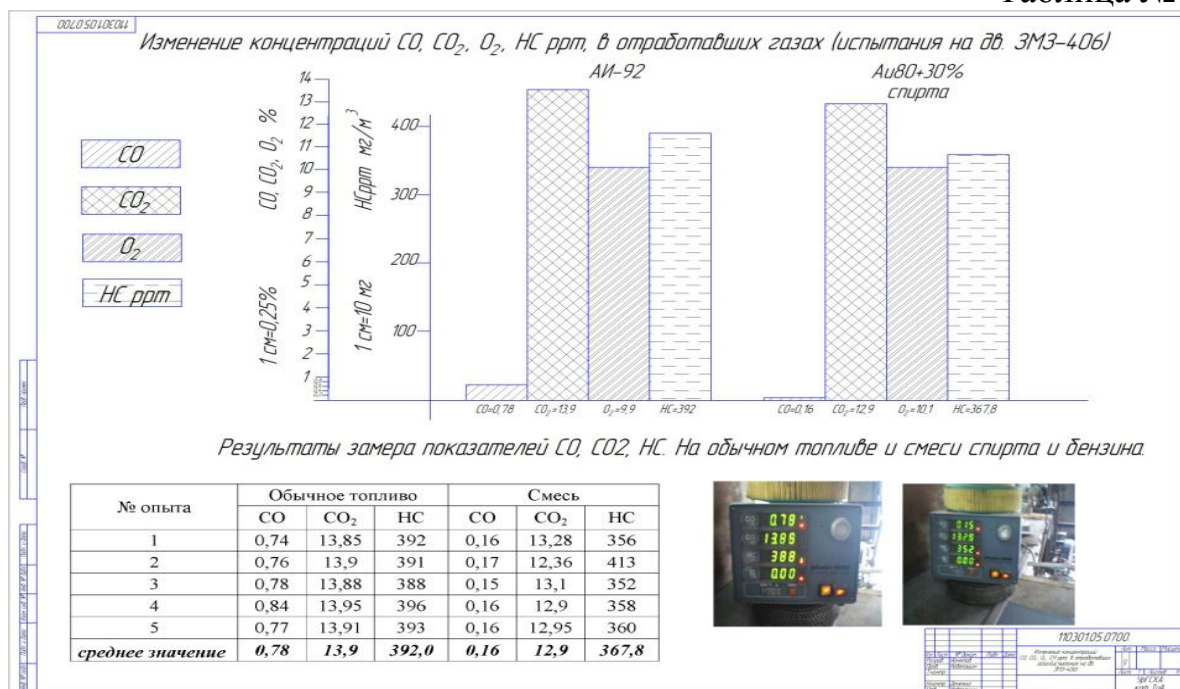 Таблица №
110301050700
Изменение концентраций CO, CO₂, O₂, HC ppm, в отработавших газах (испытания на дв. ЗМЗ-406)
АИ-92
Аи80+30%
спирта
CO
CO₂
O₂
HC ppm
CO, CO₂, O₂ %
1 см=0,25%
14
13
12
11
10
9
8
7
6
5
4
3
2
1
HCppm мг/м³
1 см=10 мг
400
300
200
100
CO=0,78 CO₂=13,9 O₂=9,9 HC=392
CO=0,16 CO₂=12,9 O₂=10,1 HC=367,8
Результаты замера показателей CO, CO2, HC. На обычном топливе и смеси спирта и бензина.
№ опыта Обычное топливо Смесь
CO CO₂ HC CO CO₂ HC
1 0,74 13,85 392 0,16 13,28 356
2 0,76 13,9 391 0,17 12,36 413
3 0,78 13,88 388 0,15 13,1 352
4 0,84 13,95 396 0,16 12,9 358
5 0,77 13,91 393 0,16 12,95 360
среднее значение 0,78 13,9 392,0 0,16 12,9 367,8
0.78
13.88
388
0.00
0.15
13.29
352
0.00
11030105.0700
Изменение концентраций
ЗМЗ-406